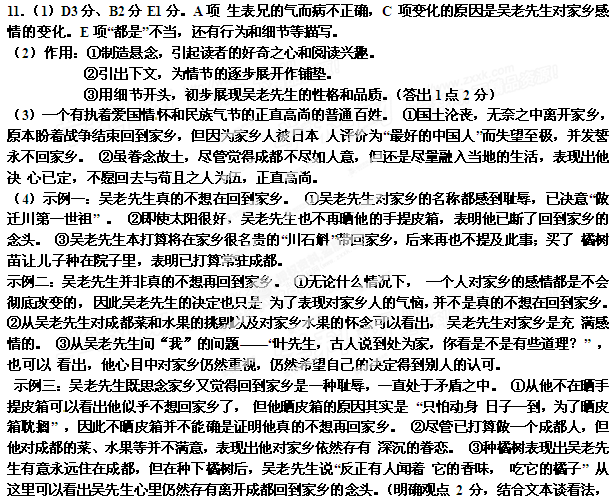 11.（1）D3分、B2分 E1分。A项 生表兄的气而病不正确，C 项变化的原因是吴老先生对家乡感
情的变化。E 项“都是”不当，还有行为和细节等描写。
（2） 作用：①制造悬念，引起读者的好奇之心和阅读兴趣。
②引出下文，为情节的逐步展开作铺垫。
③用细节开头，初步展现吴老先生的性格和品质。（答出1点2分）
（3）一个有执着爱国情怀和民族气节的正直高尚的普通百姓。 ①国土沦丧，无奈之中离开家乡，
原本盼着战争结束回到家乡，但因为家乡人被日本 人评价为“最好的中国人”而失望至极，并发誓
永不回家乡。 ②虽眷念故土，尽管觉得成都不尽如人意，但还是尽量融入当地的生活，表现出他
决 心已定，不愿回去与苟且之人为伍，正直高尚。
（4）示例一：吴老先生真的不想在回到家乡。 ①吴老先生对家乡的名称都感到耻辱，已决意“做
迁川第一世祖” 。 ②即使太阳很好，吴老先生也不再晒他的手提皮箱，表明他已断了回到家乡的
念头。 ③吴老先生本打算将在家乡很名贵的“川石斛”带回家乡，后来再也不提及此事；买了 橘树
苗让儿子种在院子里，表明已打算常驻成都。
示例二：吴老先生并非真的不想再回到家乡。 ①无论什么情况下， 一个人对家乡的感情都是不会
彻底改变的，因此吴老先生的决定也只是 为了表现对家乡人的气恼，并不是真的不想在回到家乡。
②从吴老先生对成都菜和水果的挑剔以及对家乡水果的怀念可以看出， 吴老先生对家乡是充 满感
情的。 ③从吴老先生问“我”的问题——“叶先生，古人说到处为家，你看是不是有些道理？” ，
也可以 看出，他心目中对家乡仍然重视，仍然希望自己的决定得到别人的认可。
示例三：吴老先生既思念家乡又觉得回到家乡是一种耻辱，一直处于矛盾之中。 ①从他不在晒手
提皮箱可以看出他似乎不想回家了， 但他晒皮箱的原因其实是 “只怕动身 日子一到，为了晒皮
箱耽搁” ，因此不晒皮箱并不能确是证明他真的不想再回家乡。 ②尽管已打算做一个成都人，但
他对成都的菜、水果等并不满意，表现出他对家乡依然存有 深沉的眷恋。 ③种橘树表现出吴老先
生有意永远住在成都，但在种下橘树后，吴老先生说“反正有人闻着 它的香味， 吃它的橘子” 从
这里可以看出吴先生心里仍然存有离开成都回到家乡的念头。（明确观点 2 分，结合文本谈看法，